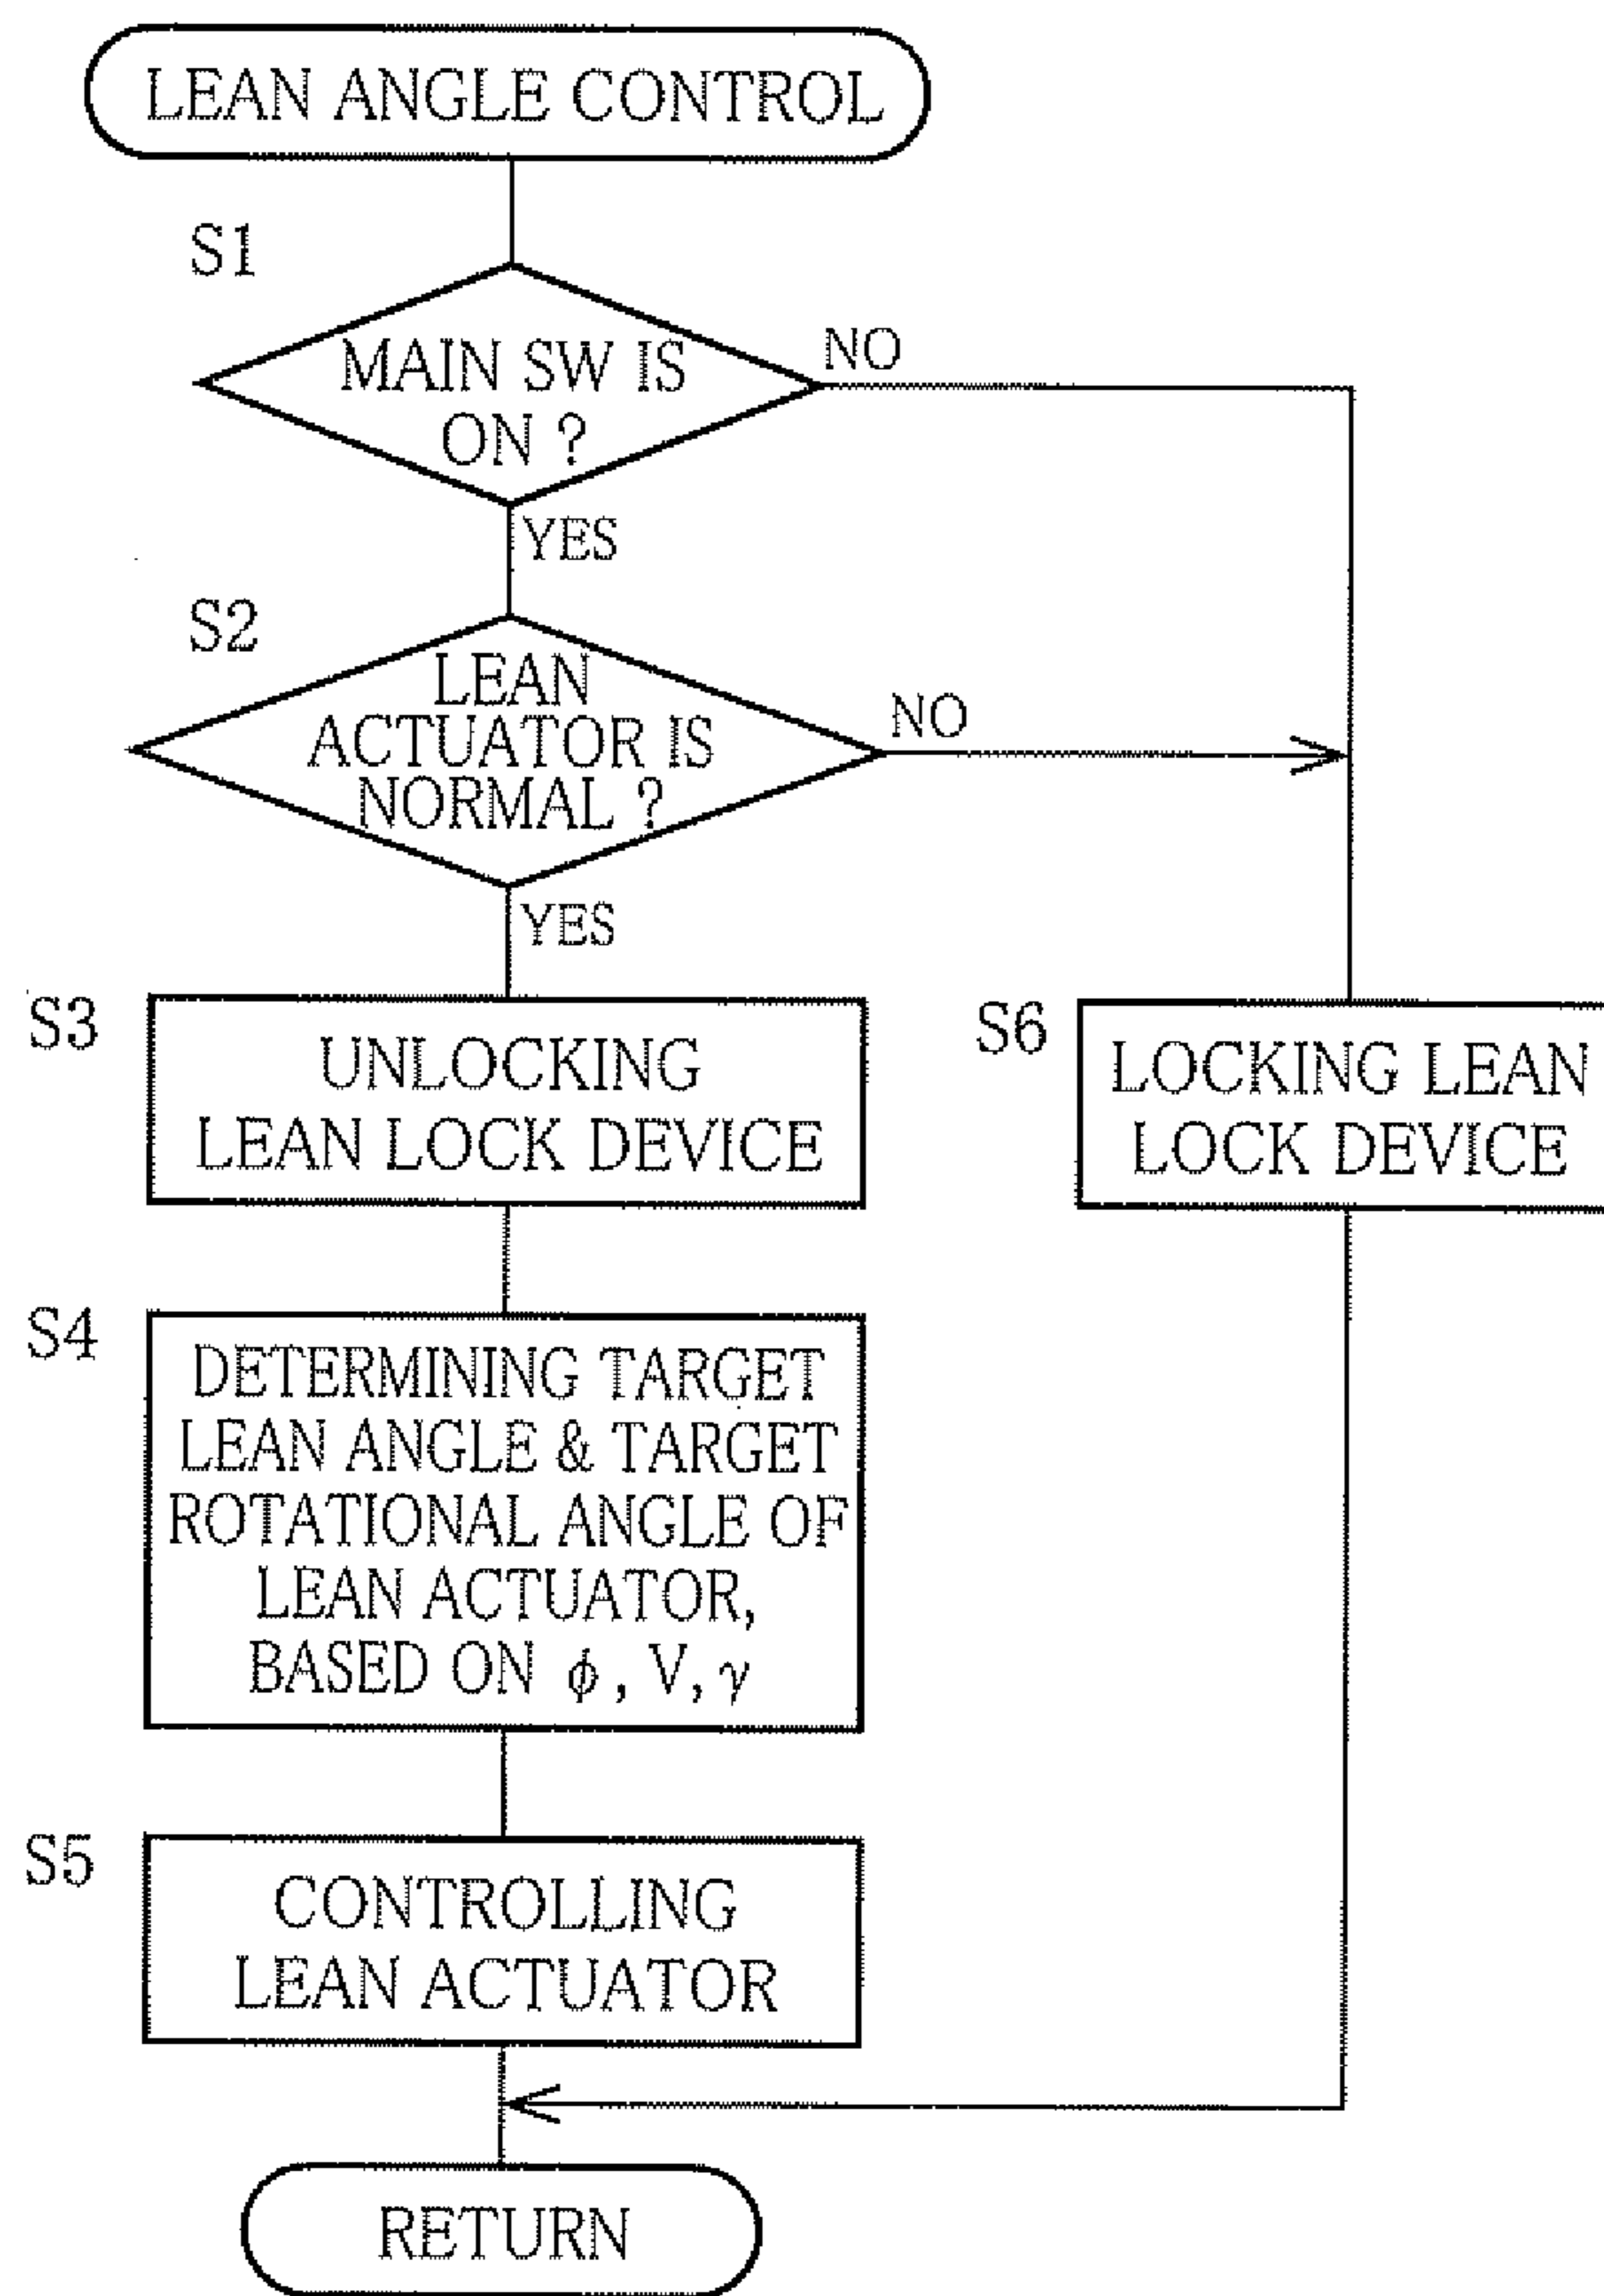 LEAN ANGLE CONTROL
S1
MAIN SW IS
ON ?
NO
YES
S2
LEAN
ACTUATOR IS
NORMAL ?
NO
YES
S3
UNLOCKING
LEAN LOCK DEVICE
S6
LOCKING LEAN
LOCK DEVICE
S4
DETERMINING TARGET
LEAN ANGLE & TARGET
ROTATIONAL ANGLE OF
LEAN ACTUATOR,
BASED ON ϕ, V, γ
S5
CONTROLLING
LEAN ACTUATOR
RETURN